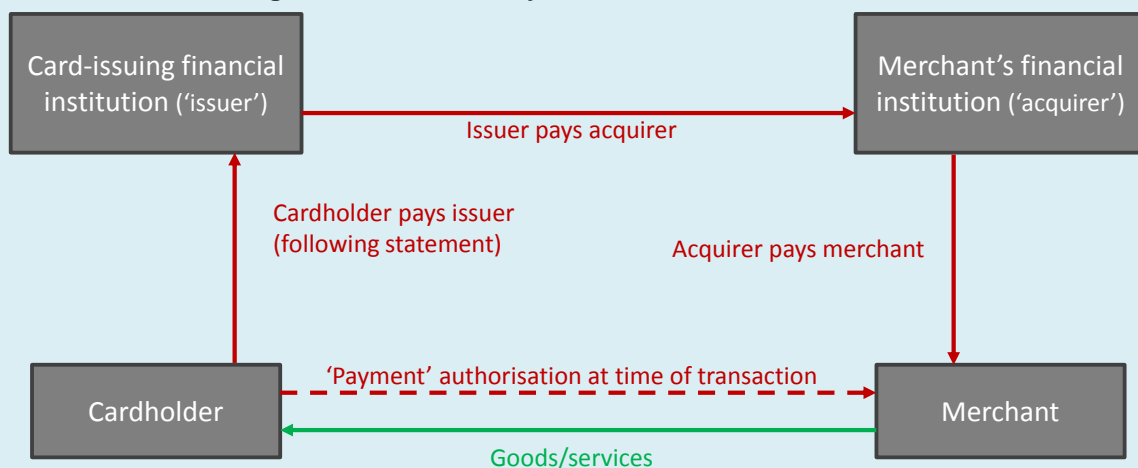 Card-issuing financial
institution (‘issuer’)
Merchant’s financial
institution (‘acquirer’)
Issuer pays acquirer
Cardholder pays issuer
(following statement)
Acquirer pays merchant
‘Payment’ authorisation at time of transaction
Cardholder
Merchant
Goods/services